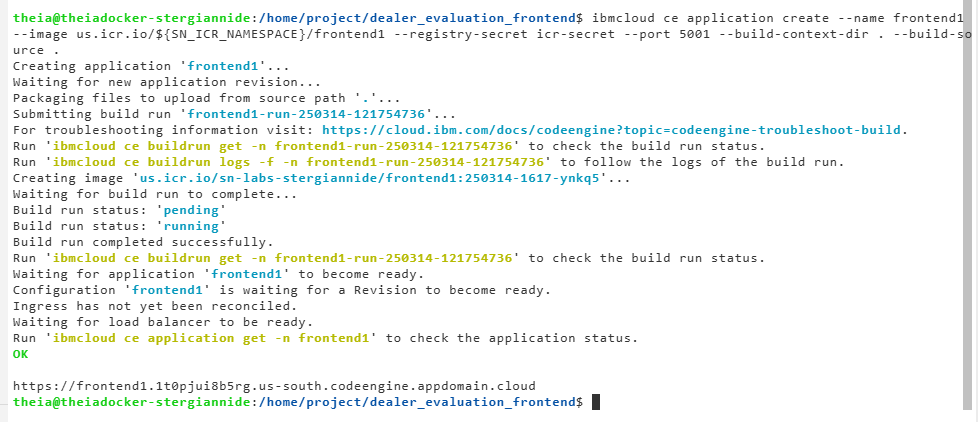 theia@theiadocker-stergiannide:/home/project/dealer_evaluation_frontend$ ibmcloud ce application create --name frontend1
--image us.icr.io/${SN_ICR_NAMESPACE}/frontend1 --registry-secret icr-secret --port 5001 --build-context-dir . --build-so
urce .
Creating application 'frontend1'...
Waiting for new application revision...
Packaging files to upload from source path '.'...
Submitting build run 'frontend1-run-250314-121754736'...
For troubleshooting information visit: https://cloud.ibm.com/docs/codeengine?topic=codeengine-troubleshoot-build.
Run 'ibmcloud ce buildrun get -n frontend1-run-250314-121754736' to check the build run status.
Run 'ibmcloud ce buildrun logs -f -n frontend1-run-250314-121754736' to follow the logs of the build run.
Creating image 'us.icr.io/sn-labs-stergiannide/frontend1:250314-1617-ynkq5'...
Waiting for build run to complete...
Build run status: 'pending'
Build run status: 'running'
Build run completed successfully.
Run 'ibmcloud ce buildrun get -n frontend1-run-250314-121754736' to check the build run status.
Waiting for application 'frontend1' to become ready.
Configuration 'frontend1' is waiting for a Revision to become ready.
Ingress has not yet been reconciled.
Waiting for load balancer to be ready.
Run 'ibmcloud ce application get -n frontend1' to check the application status.
OK
https://frontend1.1t0pjui8b5rg.us-south.codeengine.appdomain.cloud
theia@theiadocker-stergiannide:/home/project/dealer_evaluation_frontend$